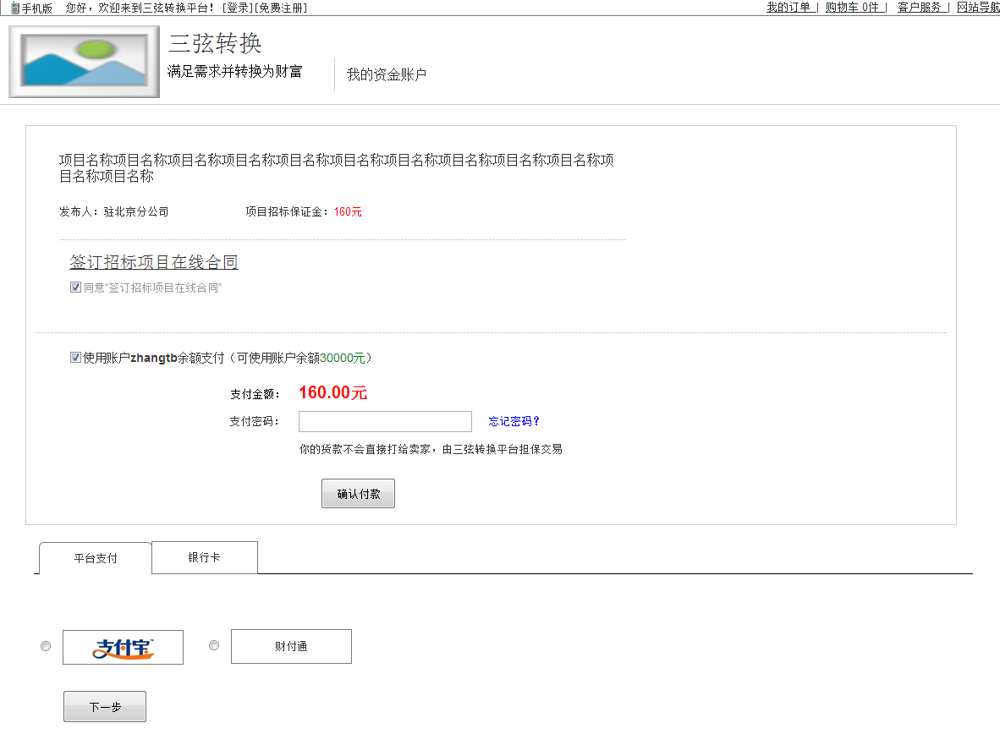 手机版 您好，欢迎来到三弦转换平台！[登录][免费注册] 我的订单 | 购物车 0件 | 客户服务 | 网站导航
三弦转换
满足需求并转换为财富
我的资金账户
项目名称项目名称项目名称项目名称项目名称项目名称项目名称项目名称项目名称项目名称项
目名称项目名称
发布人：驻北京分公司 项目招标保证金：160元
签订招标项目在线合同
同意“签订招标项目在线合同”
使用账户zhangtb余额支付（可使用账户余额30000元）
支付金额： 160.00元
支付密码： 忘记密码？
你的货款不会直接打给卖家，由三弦转换平台担保交易
确认付款
平台支付 银行卡
支付宝 财付通
下一步